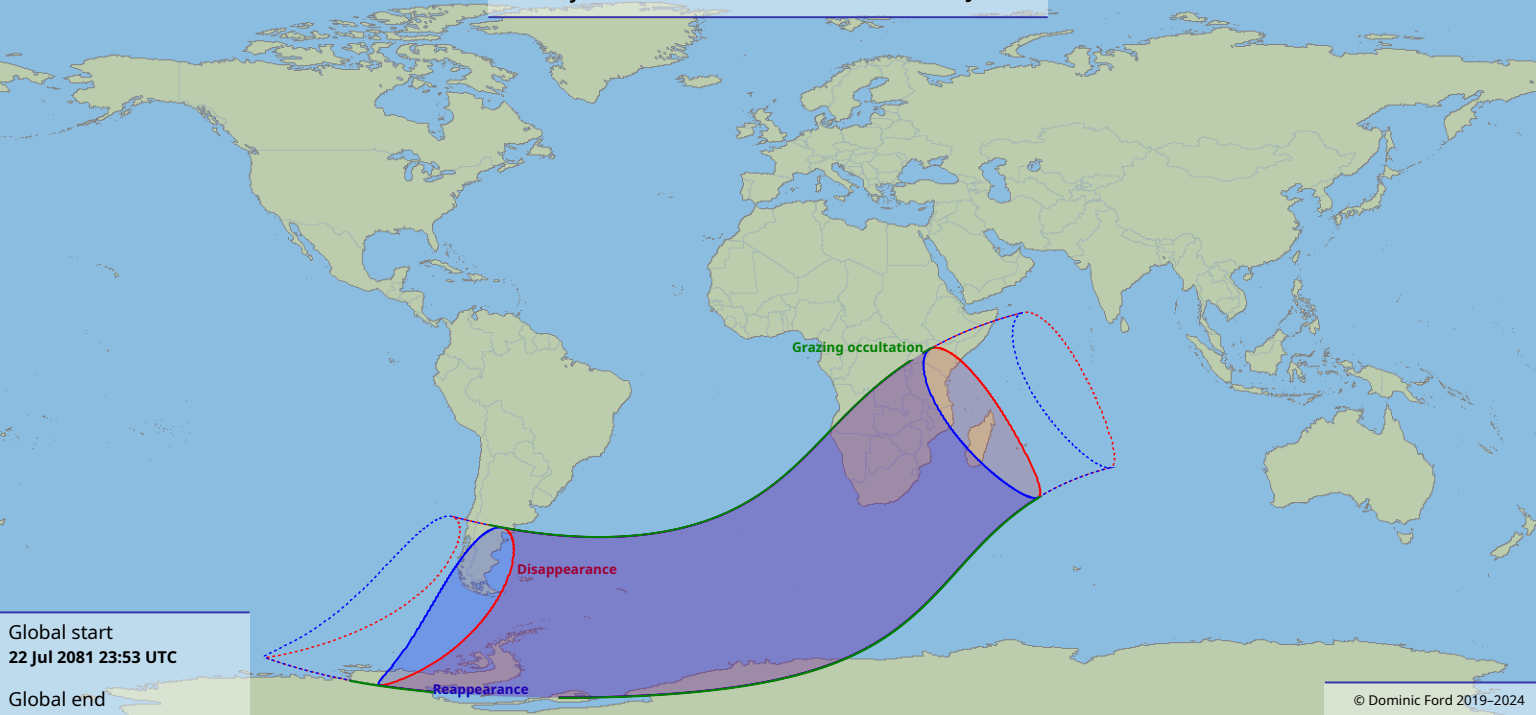 Grazing occultation
Disappearance
Global start
22 Jul 2081 23:53 UTC
Reappearance
Global end
© Dominic Ford 2019–2024